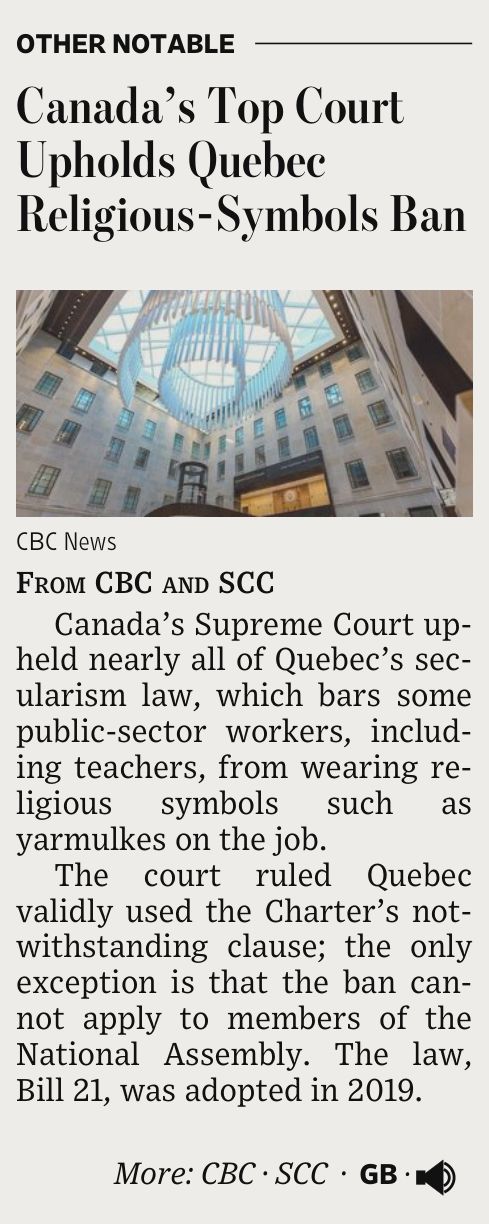 OTHER NOTABLE
Canada’s Top Court
Upholds Quebec
Religious-Symbols Ban
CBC News
FROM CBC AND SCC
Canada’s Supreme Court up-
held nearly all of Quebec’s sec-
ularism law, which bars some
public-sector workers, includ-
ing teachers, from wearing re-
ligious symbols such as
yarmulkes on the job.
The court ruled Quebec
validly used the Charter’s not-
withstanding clause; the only
exception is that the ban can-
not apply to members of the
National Assembly. The law,
Bill 21, was adopted in 2019.
More: CBC · SCC · GB ·